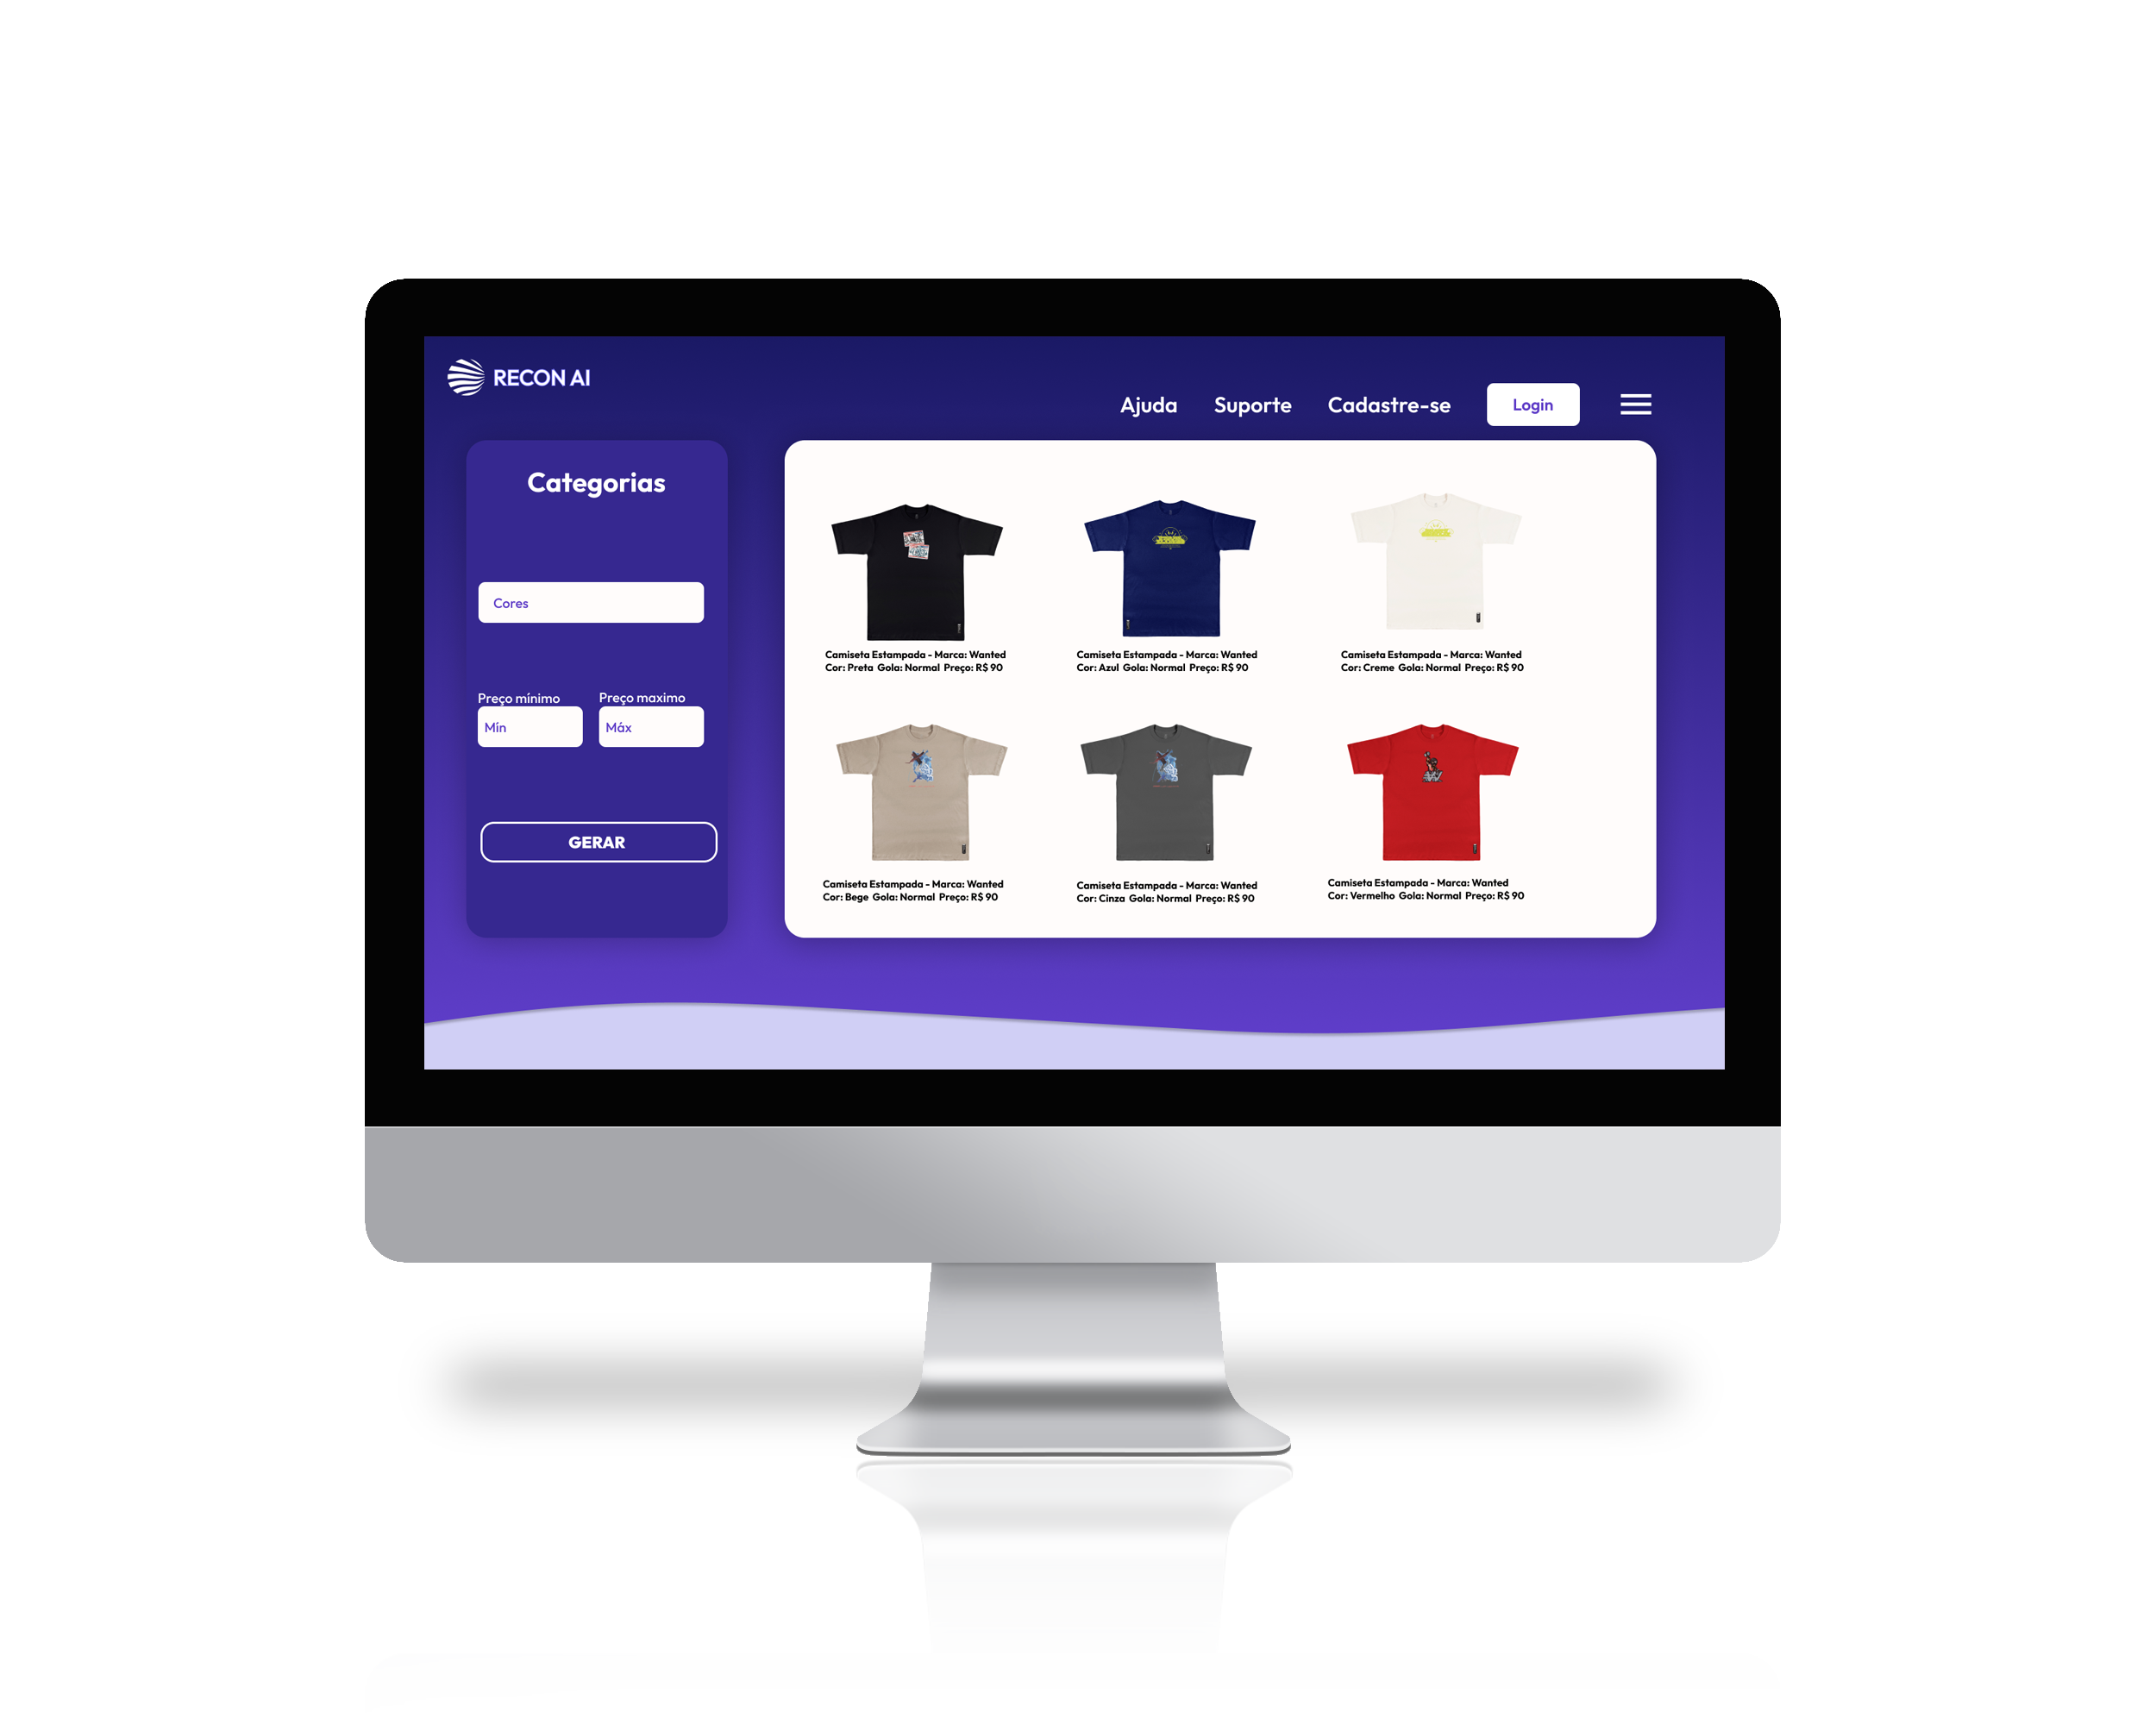 RECON AI
Ajuda Suporte Cadastre-se Login
Categorias
Cores
Preço mínimo Preço maximo
Mín Máx
GERAR
Camiseta Estampada - Marca: Wanted
Cor: Preta Gola: Normal Preço: R$ 90
Camiseta Estampada - Marca: Wanted
Cor: Azul Gola: Normal Preço: R$ 90
Camiseta Estampada - Marca: Wanted
Cor: Creme Gola: Normal Preço: R$ 90
Camiseta Estampada - Marca: Wanted
Cor: Bege Gola: Normal Preço: R$ 90
Camiseta Estampada - Marca: Wanted
Cor: Cinza Gola: Normal Preço: R$ 90
Camiseta Estampada - Marca: Wanted
Cor: Vermelho Gola: Normal Preço: R$ 90